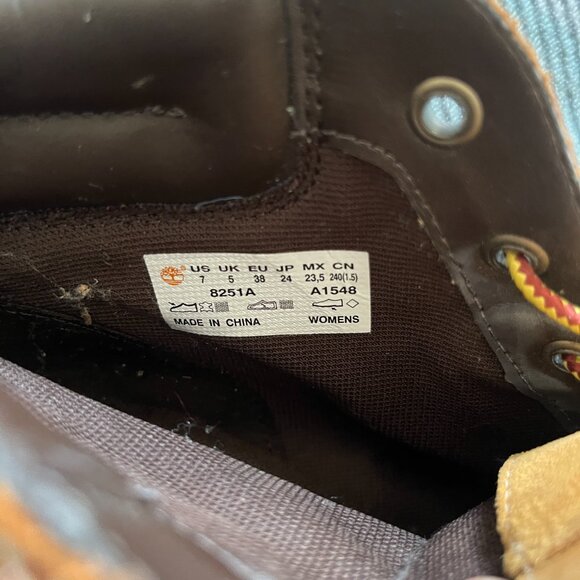 US UK EU JP MX CN
7 5 38 24 23,5 240(1.5)
8251A A1548
MADE IN CHINA WOMENS